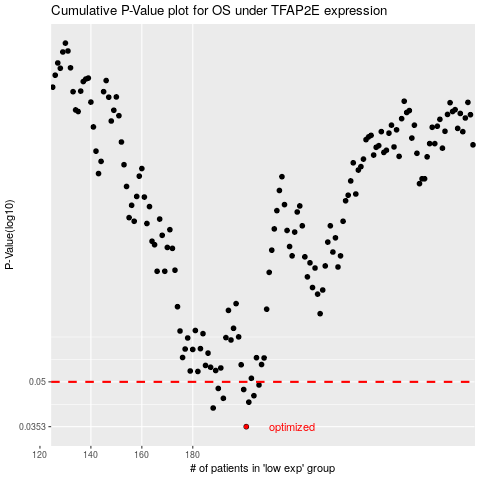 Cumulative P-Value plot for OS under TFAP2E expression
P-Value(log10)
0.05
0.0353
optimized
120 140 160 180
# of patients in 'low exp' group